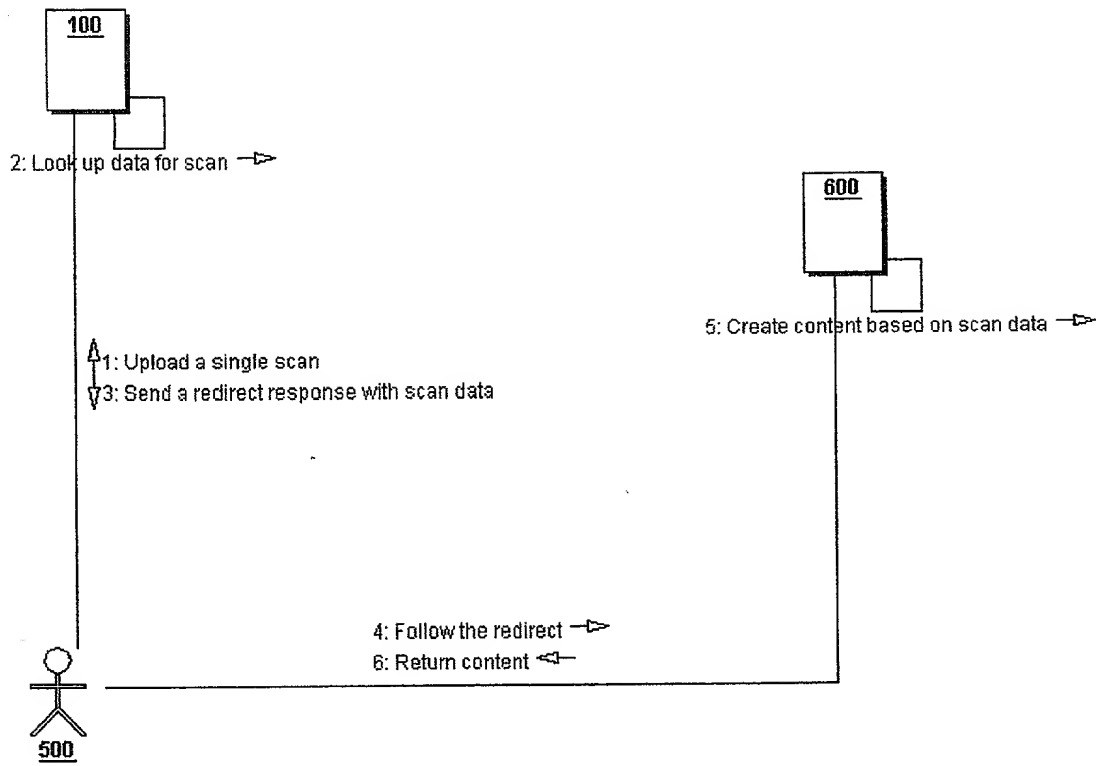 100
2: Look up data for scan
600
5: Create content based on scan data
1: Upload a single scan
3: Send a redirect response with scan data
4: Follow the redirect
6: Return content
500